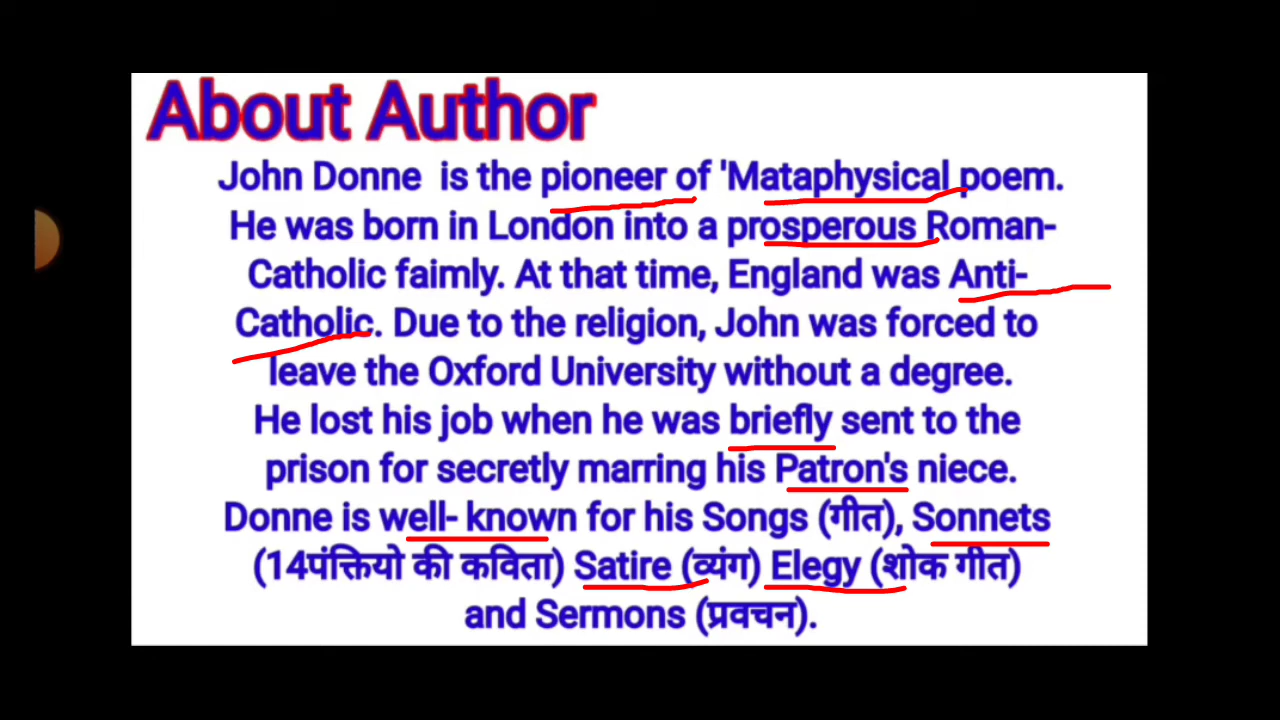 About Author
John Donne is the pioneer of 'Mataphysical poem.
He was born in London into a prosperous Roman-
Catholic faimly. At that time, England was Anti-
Catholic. Due to the religion, John was forced to
leave the Oxford University without a degree.
He lost his job when he was briefly sent to the
prison for secretly marring his Patron's niece.
Donne is well- known for his Songs (गीत), Sonnets
(14पंक्तियो की कविता) Satire (व्यंग) Elegy (शोक गीत)
and Sermons (प्रवचन).